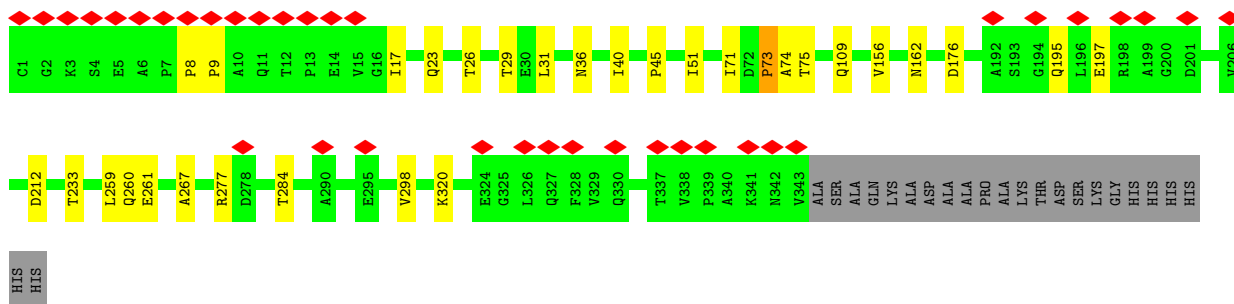 C1 G2 K3 S4 E5 A6 P7 P8 P9 A10 Q11 T12 P13 E14 V15 G16 I17 Q23 T26 T29 E30 L31 N36 I40 P45 I51 I71 D72 P73 A74 T75 Q109 V156 N162 D176 A192 S193 G194 Q195 L196 E197 R198 A199 G200 D201 V206
D212 T233 L259 Q260 E261 A267 R277 D278 T284 A290 E295 V298 K320 E324 G325 L326 Q327 F328 V329 Q330 T337 V338 P339 A340 K341 N342 V343 ALA SER ALA GLN LYS ALA ASP ALA ALA PRO ALA LYS THR ASP SER LYS GLY HIS HIS HIS HIS
HIS HIS